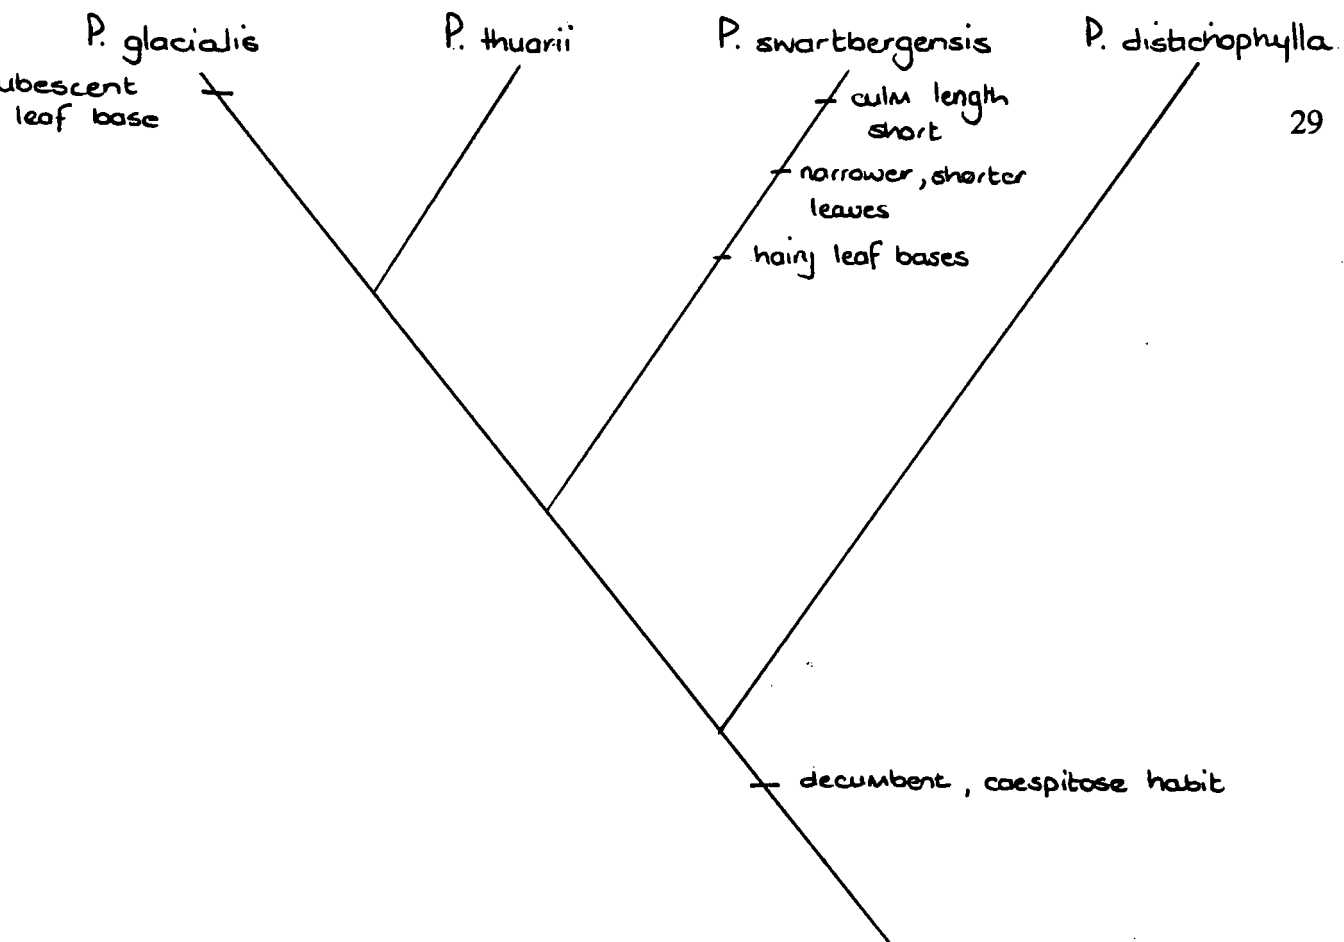 P. glacialis P. thuarii P. swartbergensis P. distichophylla
ubescent
leaf base
culm length
short
29
narrower, shorter
leaves
hairy leaf bases
decumbent, caespitose habit